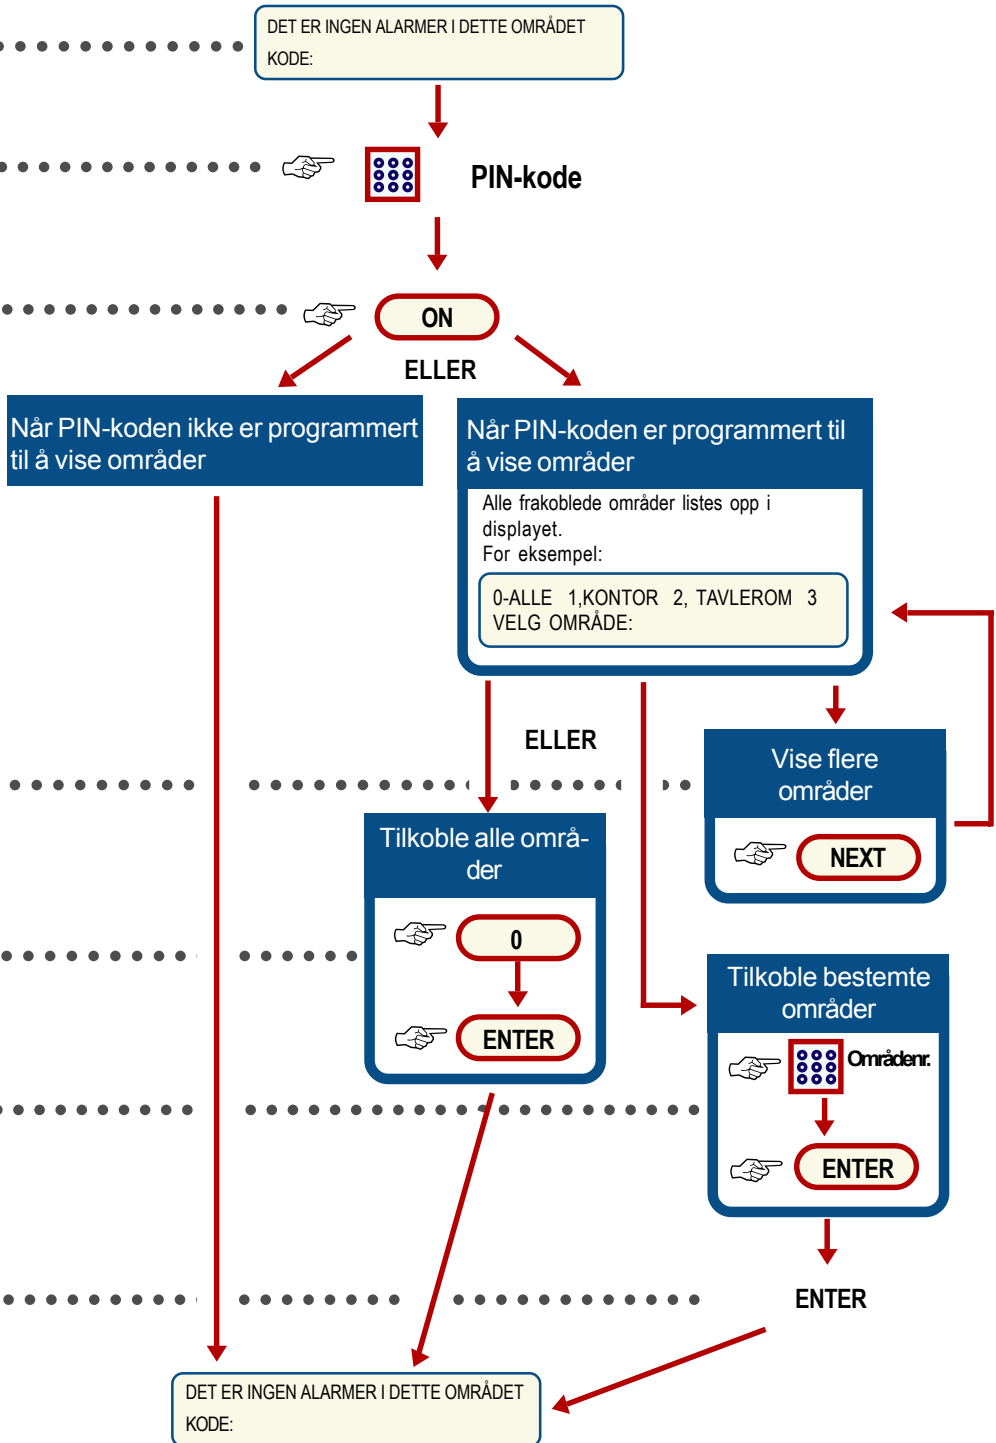 DET ER INGEN ALARMER I DETTE OMRÅDET
KODE:
PIN-kode
ON
ELLER
Når PIN-koden ikke er programmert
til å vise områder
Når PIN-koden er programmert til
å vise områder
Alle frakoblede områder listes opp i
displayet.
For eksempel:
0-ALLE 1,KONTOR 2, TAVLEROM 3
VELG OMRÅDE:
ELLER
Vise flere
områder
NEXT
Tilkoble alle områ-
der
0
ENTER
Tilkoble bestemte
områder
Områdenr.
ENTER
ENTER
DET ER INGEN ALARMER I DETTE OMRÅDET
KODE: